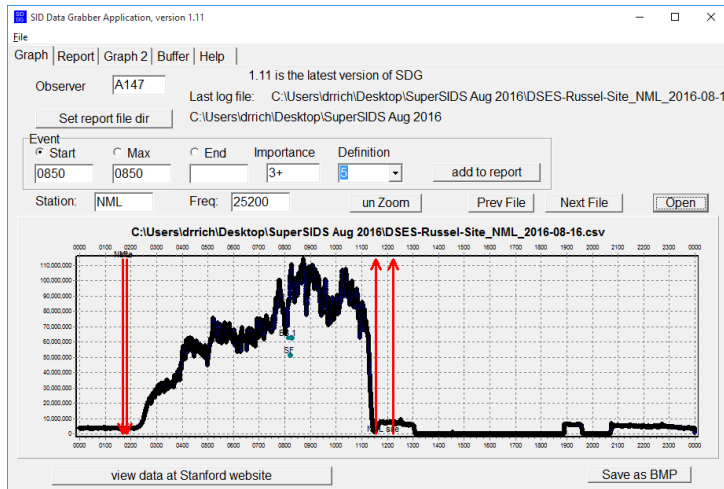 SID Data Grabber Application, version 1.11
File
Graph Report Graph 2 Buffer Help
Observer A147 1.11 is the latest version of SDG
Last log file: C:\Users\drrich\Desktop\SuperSIDS Aug 2016\DSES-Russel-Site_NML_2016-08-1
Set report file dir C:\Users\drrich\Desktop\SuperSIDS Aug 2016
Event
Start Max End Importance Definition
0850 0850 3+ 5 add to report
Station: NML Freq: 25200 un Zoom Prev File Next File Open
C:\Users\drrich\Desktop\SuperSIDS Aug 2016\DSES-Russel-Site_NML_2016-08-16.csv
0000 0100 0200 0300 0400 0500 0600 0700 0800 0900 1000 1100 1200 1300 1400 1500 1600 1700 1800 1900 2000 2100 2200 2300 0000
110,000,000
100,000,000
90,000,000
80,000,000
70,000,000
60,000,000
50,000,000
SF
40,000,000
30,000,000
20,000,000
10,000,000
0
0000 0100 0200 0300 0400 0500 0600 0700 0800 0900 1000 1100 1200 1300 1400 1500 1600 1700 1800 1900 2000 2100 2200 2300 0000
view data at Stanford website Save as BMP